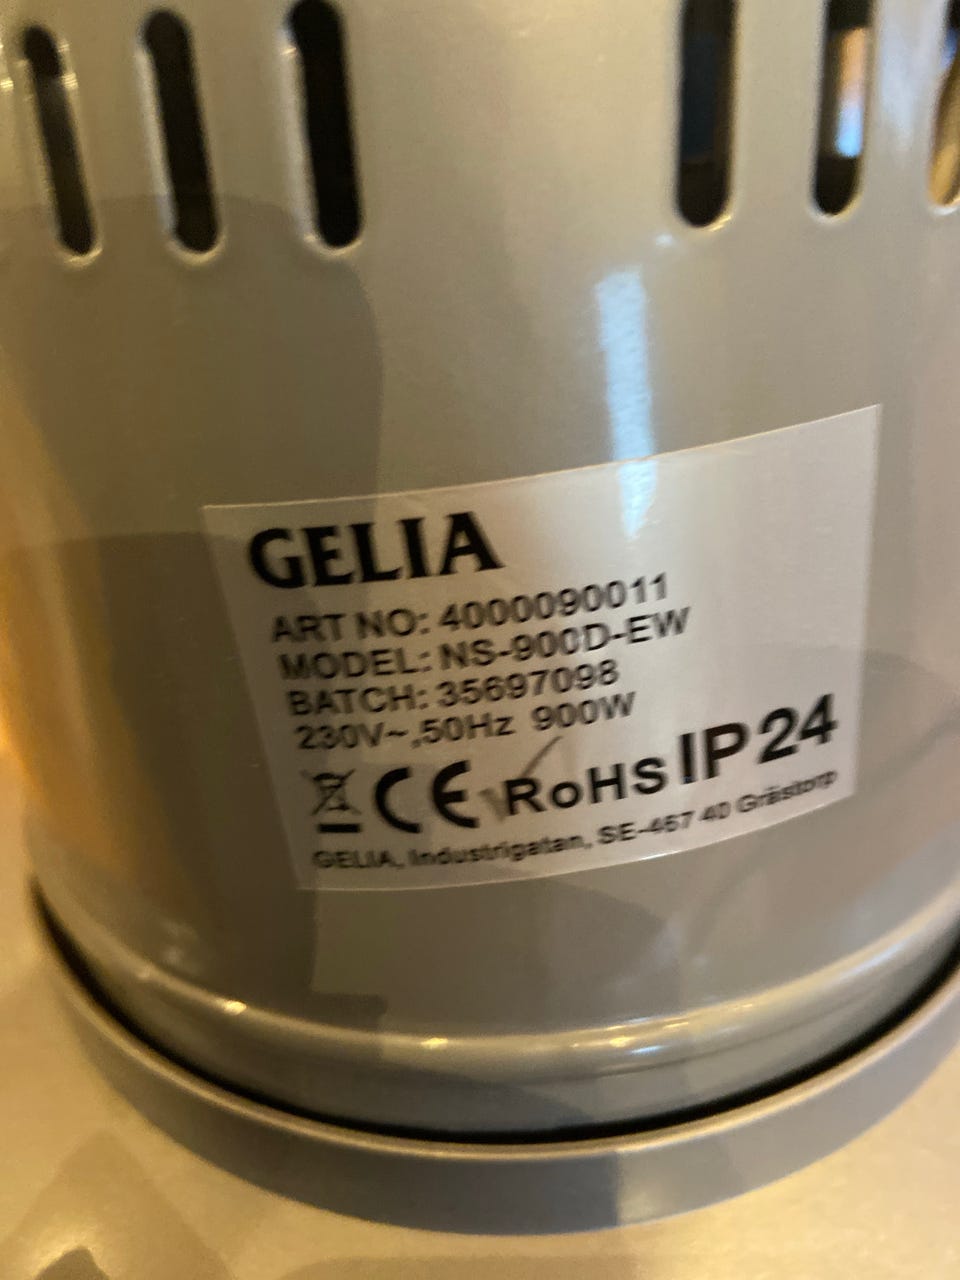 GELIA
ART NO: 4000090011
MODEL: NS-900D-EW
BATCH: 35697098
230V~,50Hz 900W
CE RoHS IP24
GELIA, Industrigatan, SE-467 40 Grästorp